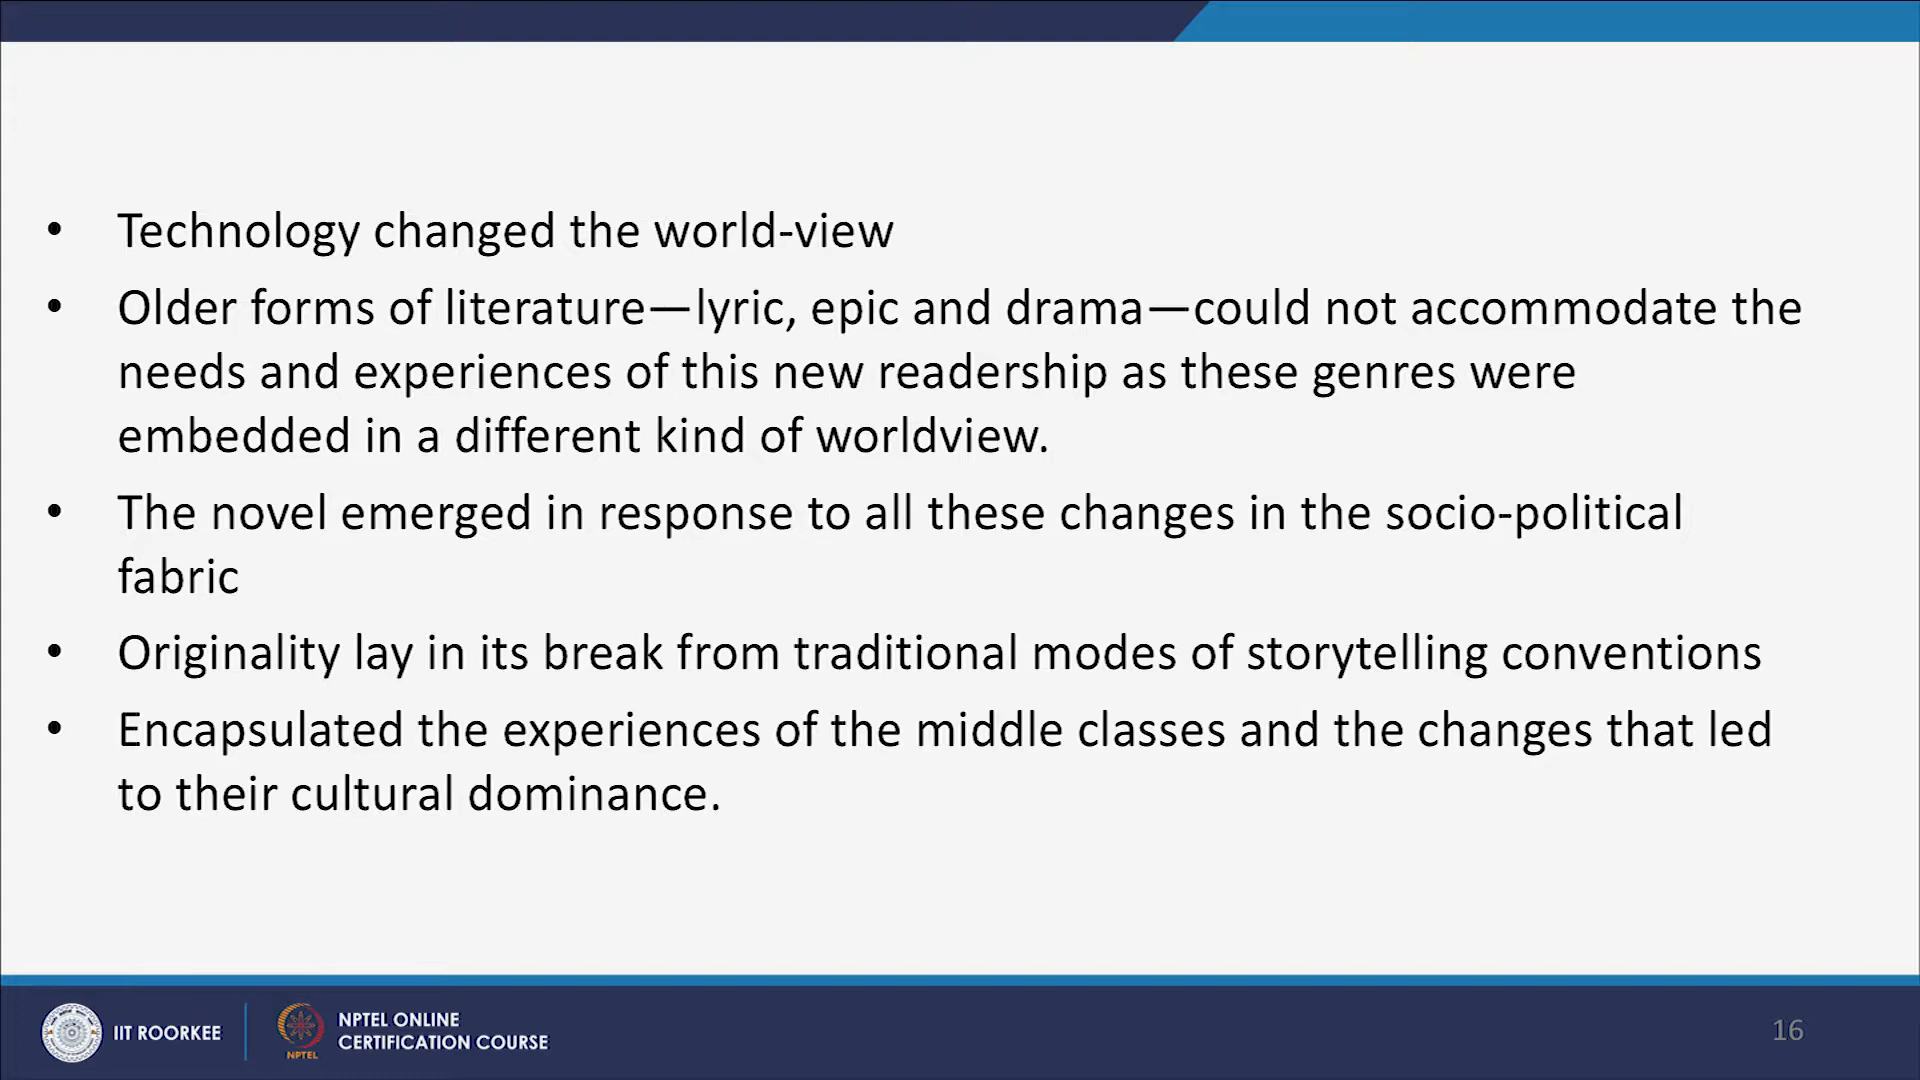 • Technology changed the world-view
• Older forms of literature—lyric, epic and drama—could not accommodate the
needs and experiences of this new readership as these genres were
embedded in a different kind of worldview.
• The novel emerged in response to all these changes in the socio-political
fabric
• Originality lay in its break from traditional modes of storytelling conventions
• Encapsulated the experiences of the middle classes and the changes that led
to their cultural dominance.
IIT ROORKEE
NPTEL
NPTEL ONLINE
CERTIFICATION COURSE
16